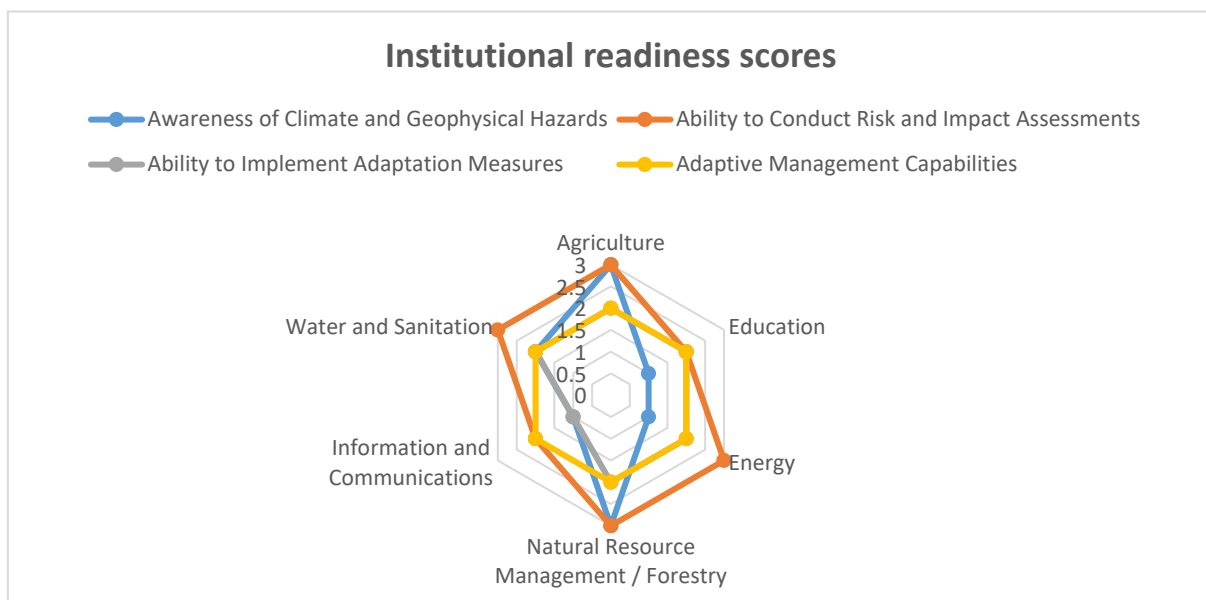 Institutional readiness scores
Awareness of Climate and Geophysical Hazards
Ability to Conduct Risk and Impact Assessments
Ability to Implement Adaptation Measures
Adaptive Management Capabilities
Agriculture
3
2.5
2
1.5
1
0.5
0
Education
Energy
Natural Resource
Management / Forestry
Information and
Communications
Water and Sanitation